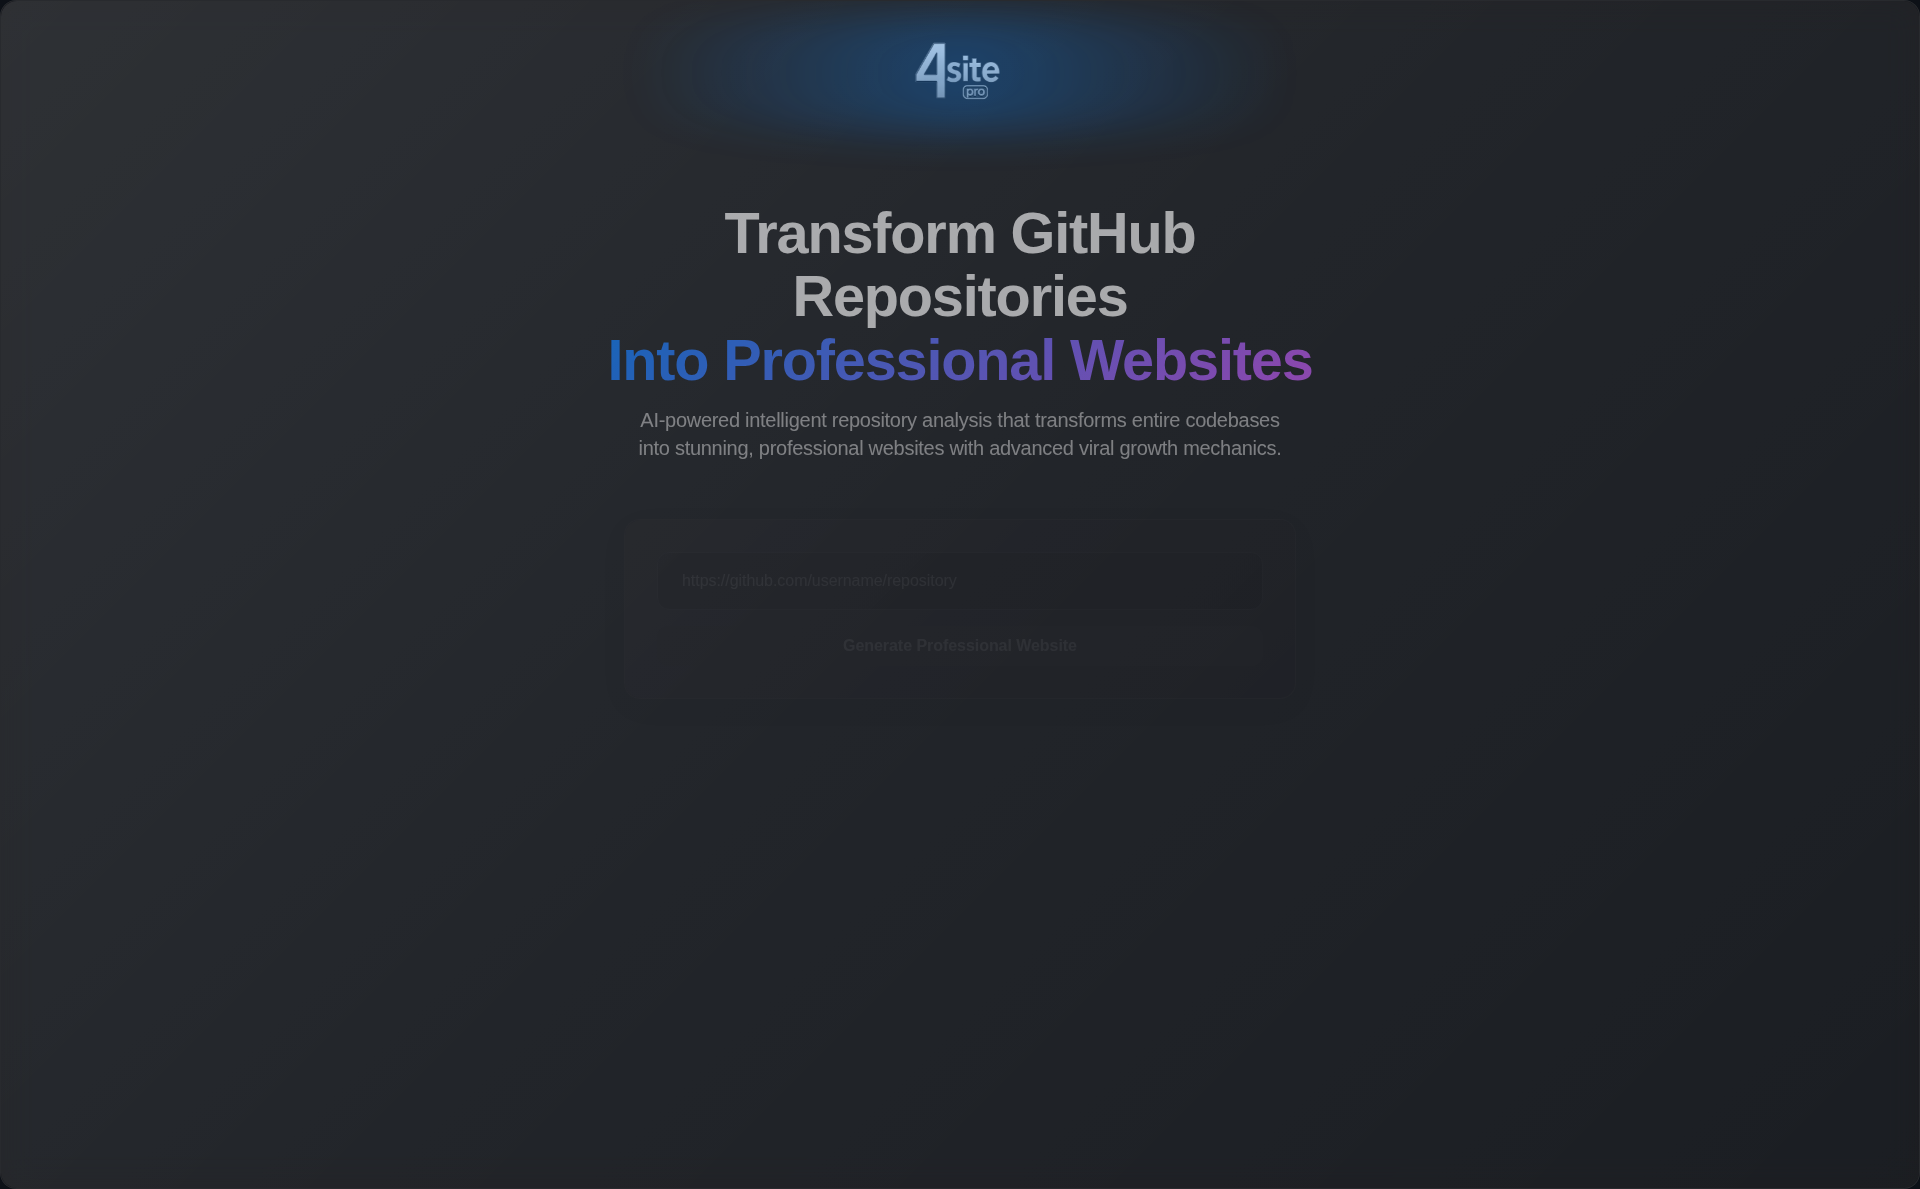 4site
pro
Transform GitHub
Repositories
Into Professional Websites
AI-powered intelligent repository analysis that transforms entire codebases
into stunning, professional websites with advanced viral growth mechanics.
https://github.com/username/repository
Generate Professional Website